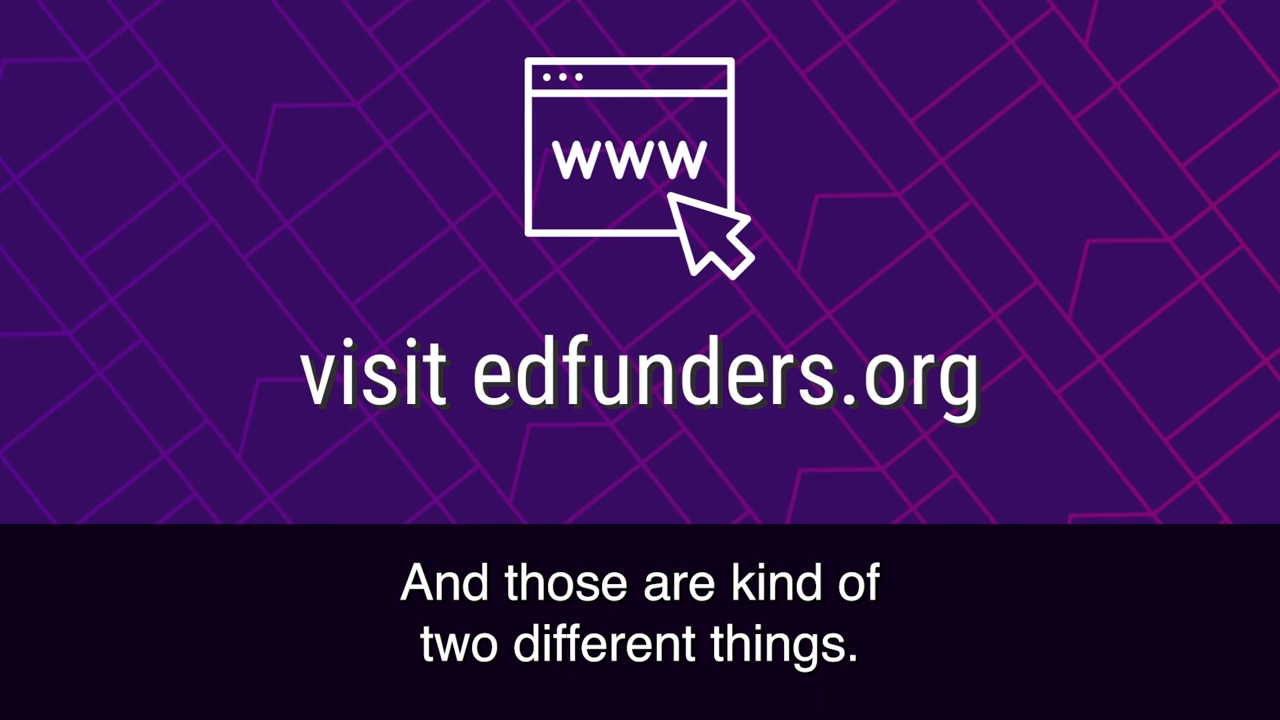 www
visit edfunders.org
And those are kind of
two different things.